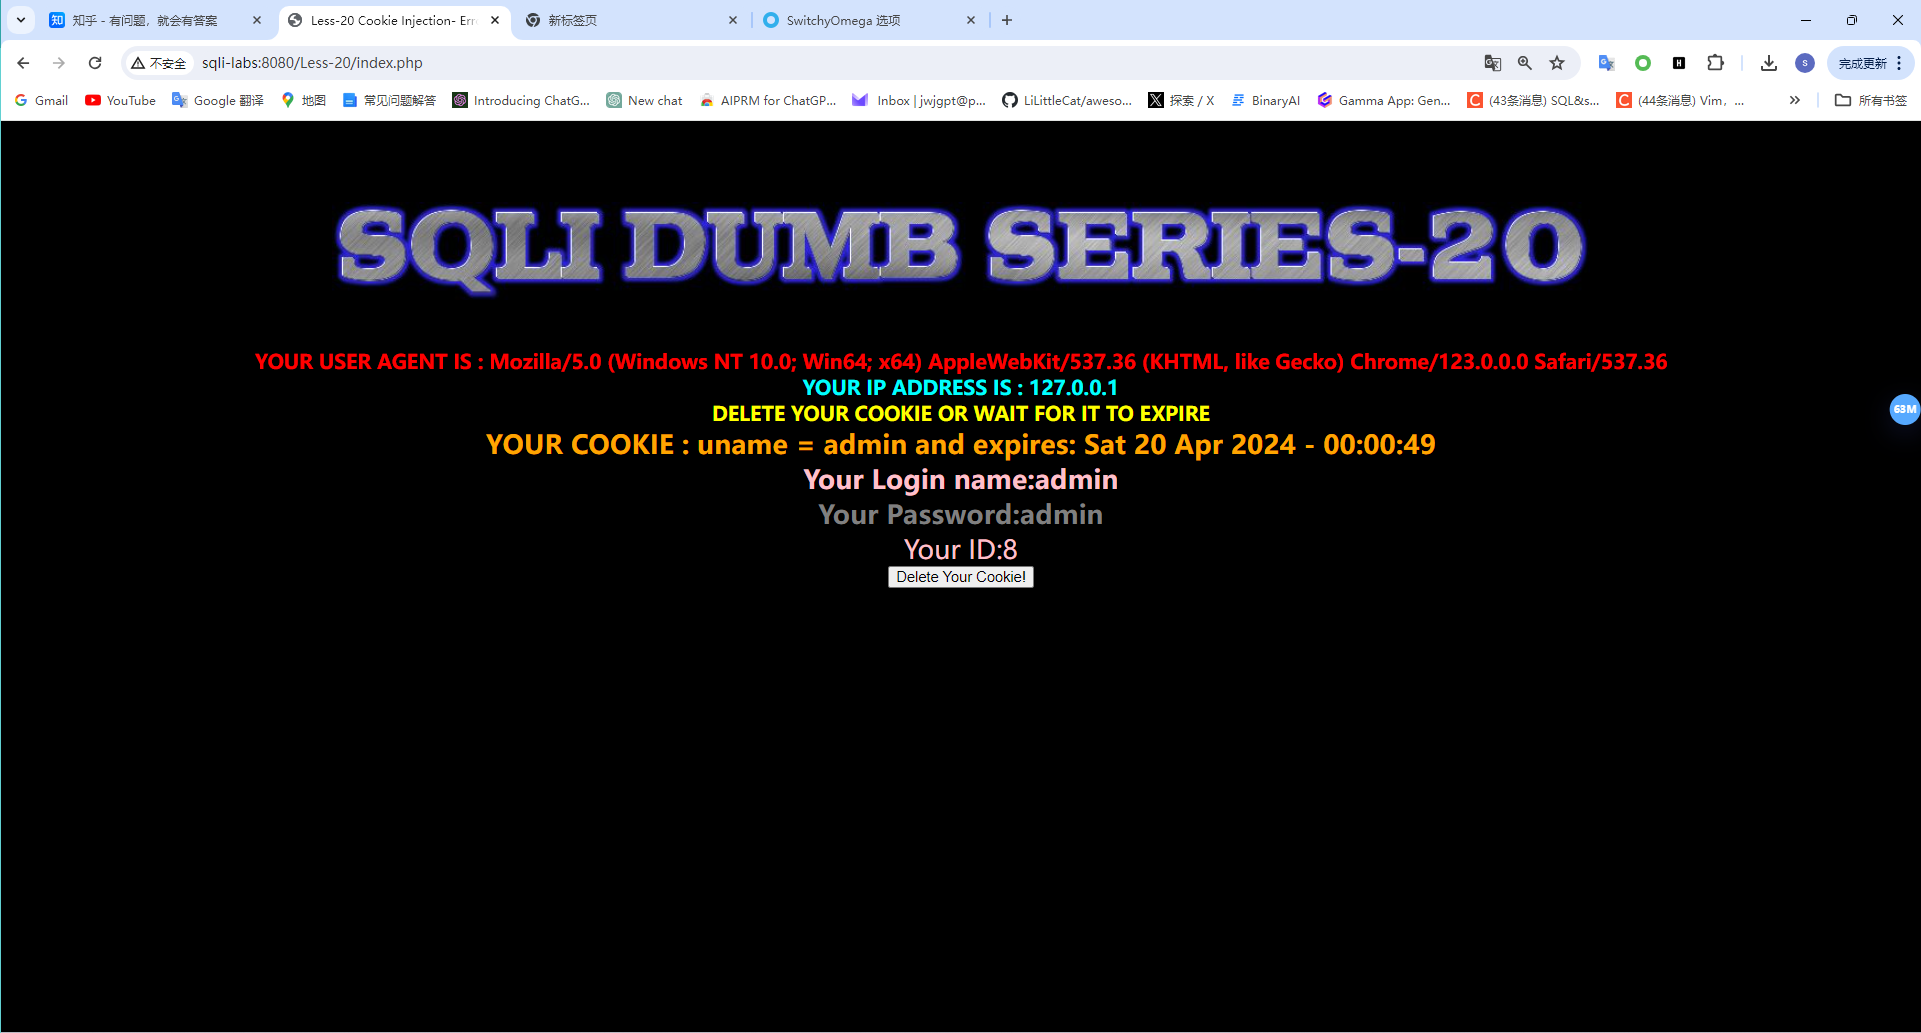 知 知乎 - 有问题，就会有答案
Less-20 Cookie Injection- Err
新标签页
SwitchyOmega 选项
不安全 sqli-labs:8080/Less-20/index.php
S 完成更新
Gmail YouTube Google 翻译 地图 常见问题解答 Introducing ChatG... New chat AIPRM for ChatGP... Inbox | jwjgpt@p... LiLittleCat/aweso... 探索 / X BinaryAI Gamma App: Gen... (43条消息) SQL&s... (44条消息) Vim，... 所有书签
SQLI DUMB SERIES-20
YOUR USER AGENT IS : Mozilla/5.0 (Windows NT 10.0; Win64; x64) AppleWebKit/537.36 (KHTML, like Gecko) Chrome/123.0.0.0 Safari/537.36
YOUR IP ADDRESS IS : 127.0.0.1
63M
DELETE YOUR COOKIE OR WAIT FOR IT TO EXPIRE
YOUR COOKIE : uname = admin and expires: Sat 20 Apr 2024 - 00:00:49
Your Login name:admin
Your Password:admin
Your ID:8
Delete Your Cookie!